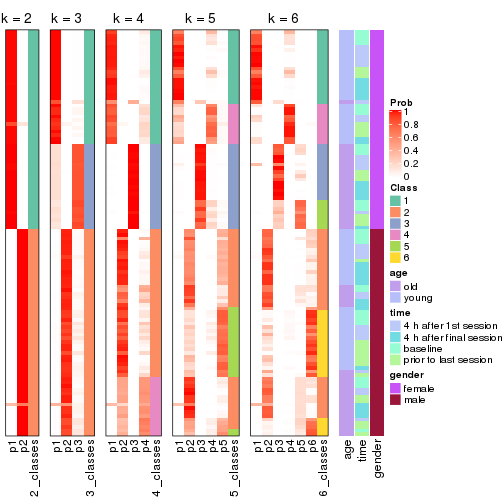 k = 2 k = 3 k = 4 k = 5 k = 6
Prob
1
0.8
0.6
0.4
0.2
0
Class
1
2
3
4
5
6
age
old
young
time
4 h after 1st session
4 h after final session
baseline
prior to last session
gender
female
male
p1
p2
2_classes
p1
p2
p3
3_classes
p1
p2
p3
p4
4_classes
p1
p2
p3
p4
p5
5_classes
p1
p2
p3
p4
p5
p6
6_classes
age
time
gender